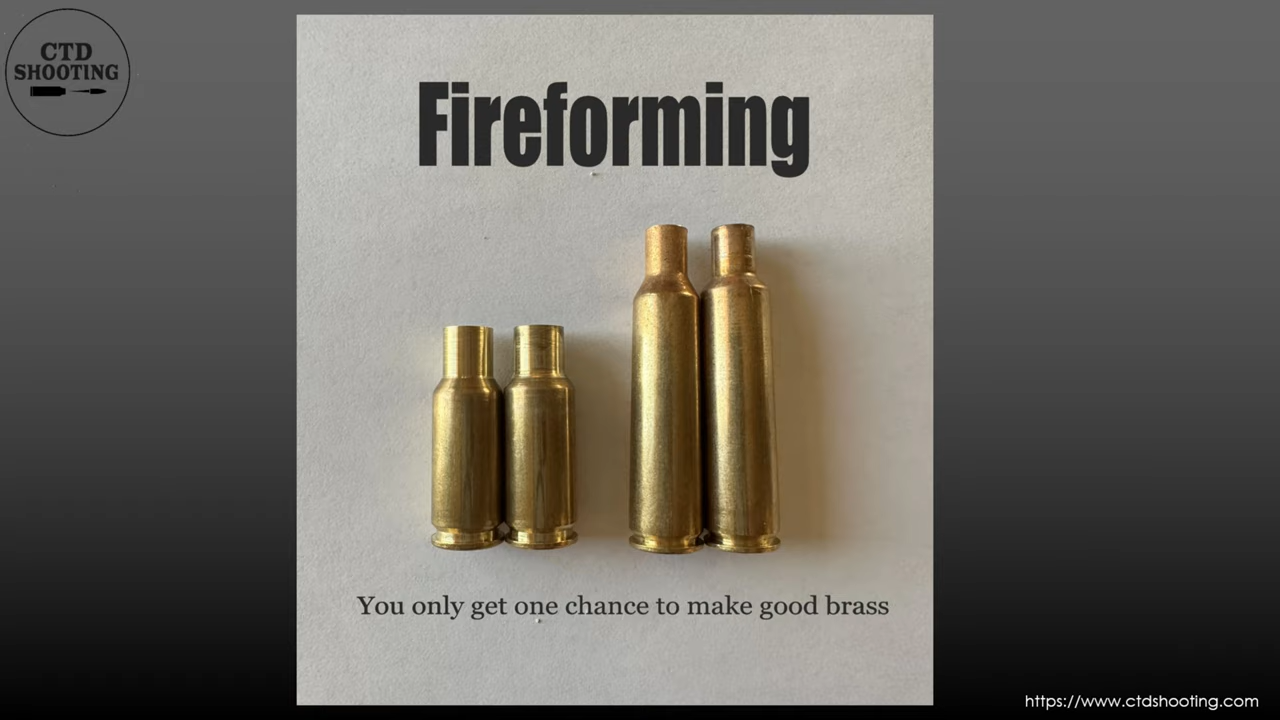 CTD
SHOOTING
Fireforming
You only get one chance to make good brass
https://www.ctdshooting.com